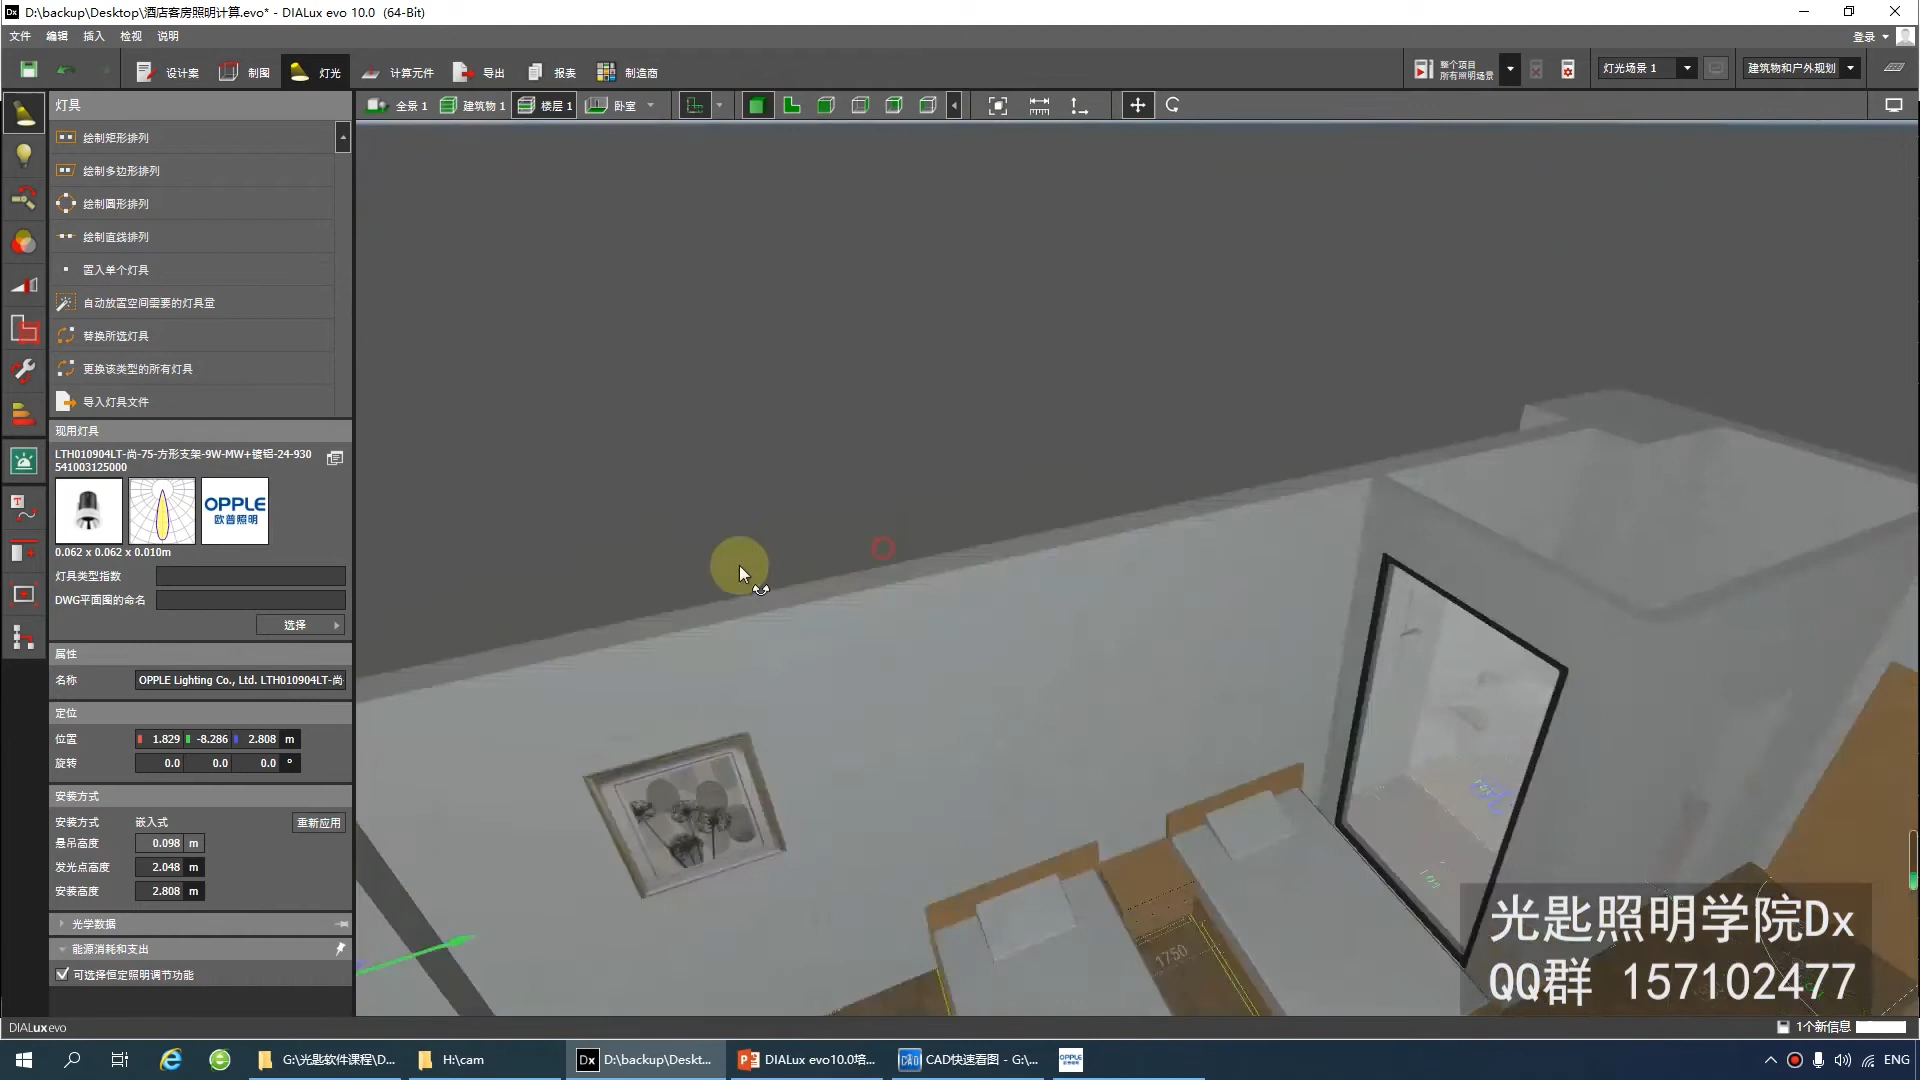 Dx D:\backup\Desktop\酒店客房照明计算.evo* - DIALux evo 10.0 (64-Bit)
文件 编辑 插入 检视 说明
登录
设计案 制图 灯光 计算元件 导出 报表 制造商
整个项目
所有照明场景
灯光场景 1
建筑物和户外规划
灯具
全景 1 建筑物 1 楼层 1 卧室
绘制矩形排列
绘制多边形排列
绘制圆形排列
绘制直线排列
置入单个灯具
自动放置空间需要的灯具量
替换所选灯具
更换该类型的所有灯具
导入灯具文件
现用灯具
LTH010904LT-尚-75-方形支架-9W-MW+镀铝-24-930
541003125000
OPPLE
欧普照明
0.062 x 0.062 x 0.010m
灯具类型指数
DWG平面图的命名
选择
属性
名称 OPPLE Lighting Co., Ltd. LTH010904LT-尚
定位
位置 1.829 -8.286 2.808 m
旋转 0.0 0.0 0.0 °
安装方式
安装方式 嵌入式 重新应用
悬吊高度 0.098 m
发光点高度 2.048 m
安装高度 2.808 m
光学数据
能源消耗和支出
可选择恒定照明调节功能
1750
光匙照明学院Dx
QQ群 157102477
DIALux evo
1个新信息
G:\光匙软件课程\D...
H:\cam
Dx D:\backup\Deskt...
DIALux evo10.0培...
CAD快速看图 - G:\...
OPPLE
ENG